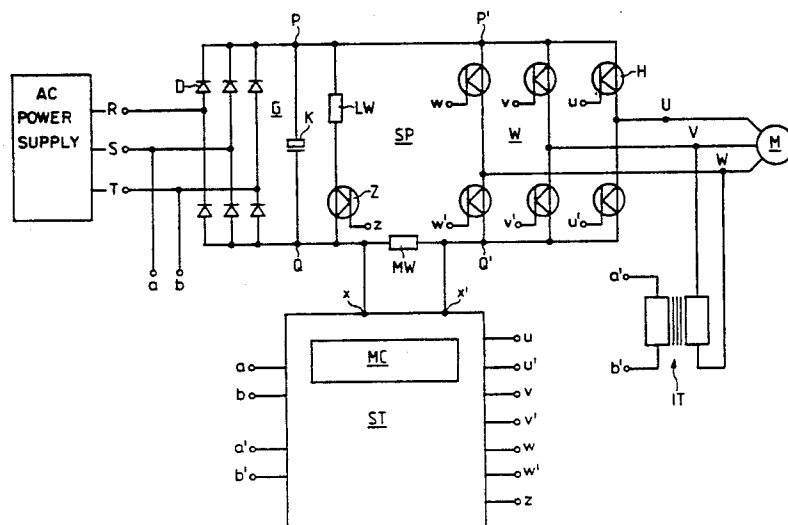 P
P'
D
H
AC
POWER
SUPPLY
R
G
K
LW
SP
w
v
W
u
U
S
V
M
T
W
Z
z
w'
v'
u'
Q
MW
Q'
a
b
x
x'
a'
b'
IT
MC
ST
a
b
a'
b'
u
u'
v
v'
w
w'
z